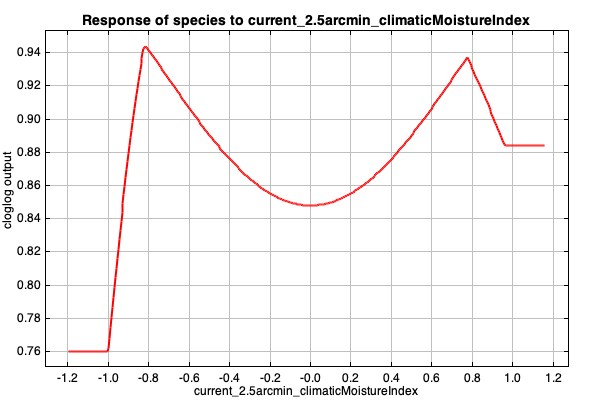 Response of species to current_2.5arcmin_climaticMoistureIndex
0.94
0.92
0.90
0.88
0.86
0.84
0.82
0.80
0.78
0.76
cloglog output
-1.2 -1.0 -0.8 -0.6 -0.4 -0.2 -0.0 0.2 0.4 0.6 0.8 1.0 1.2
current_2.5arcmin_climaticMoistureIndex